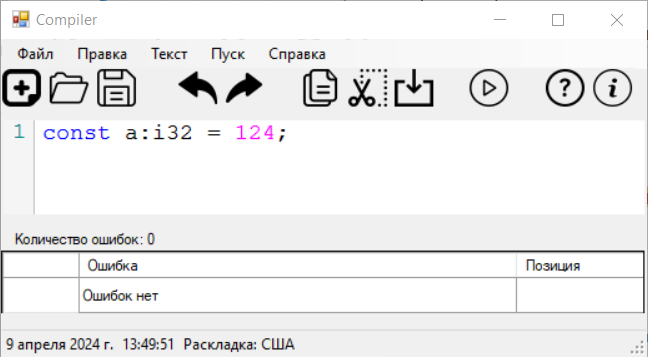 Compiler
Файл Правка Текст Пуск Справка
1 const a:i32 = 124;
Количество ошибок: 0
Ошибка Позиция
Ошибок нет
9 апреля 2024 г. 13:49:51 Раскладка: США